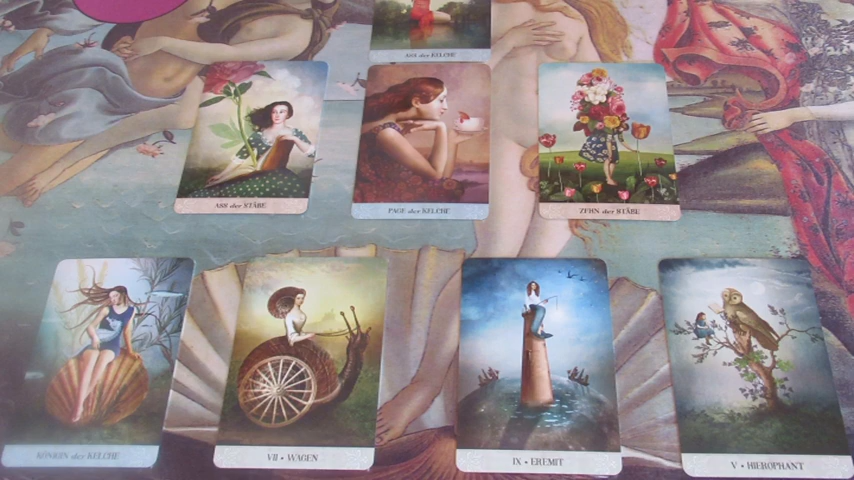 ASS der KELCHE
ASS der STÄBE
PAGE der KELCHE
ZEHN der STÄBE
KÖNIGIN der KELCHE
VII • WAGEN
IX • EREMIT
V • HIEROPHANT